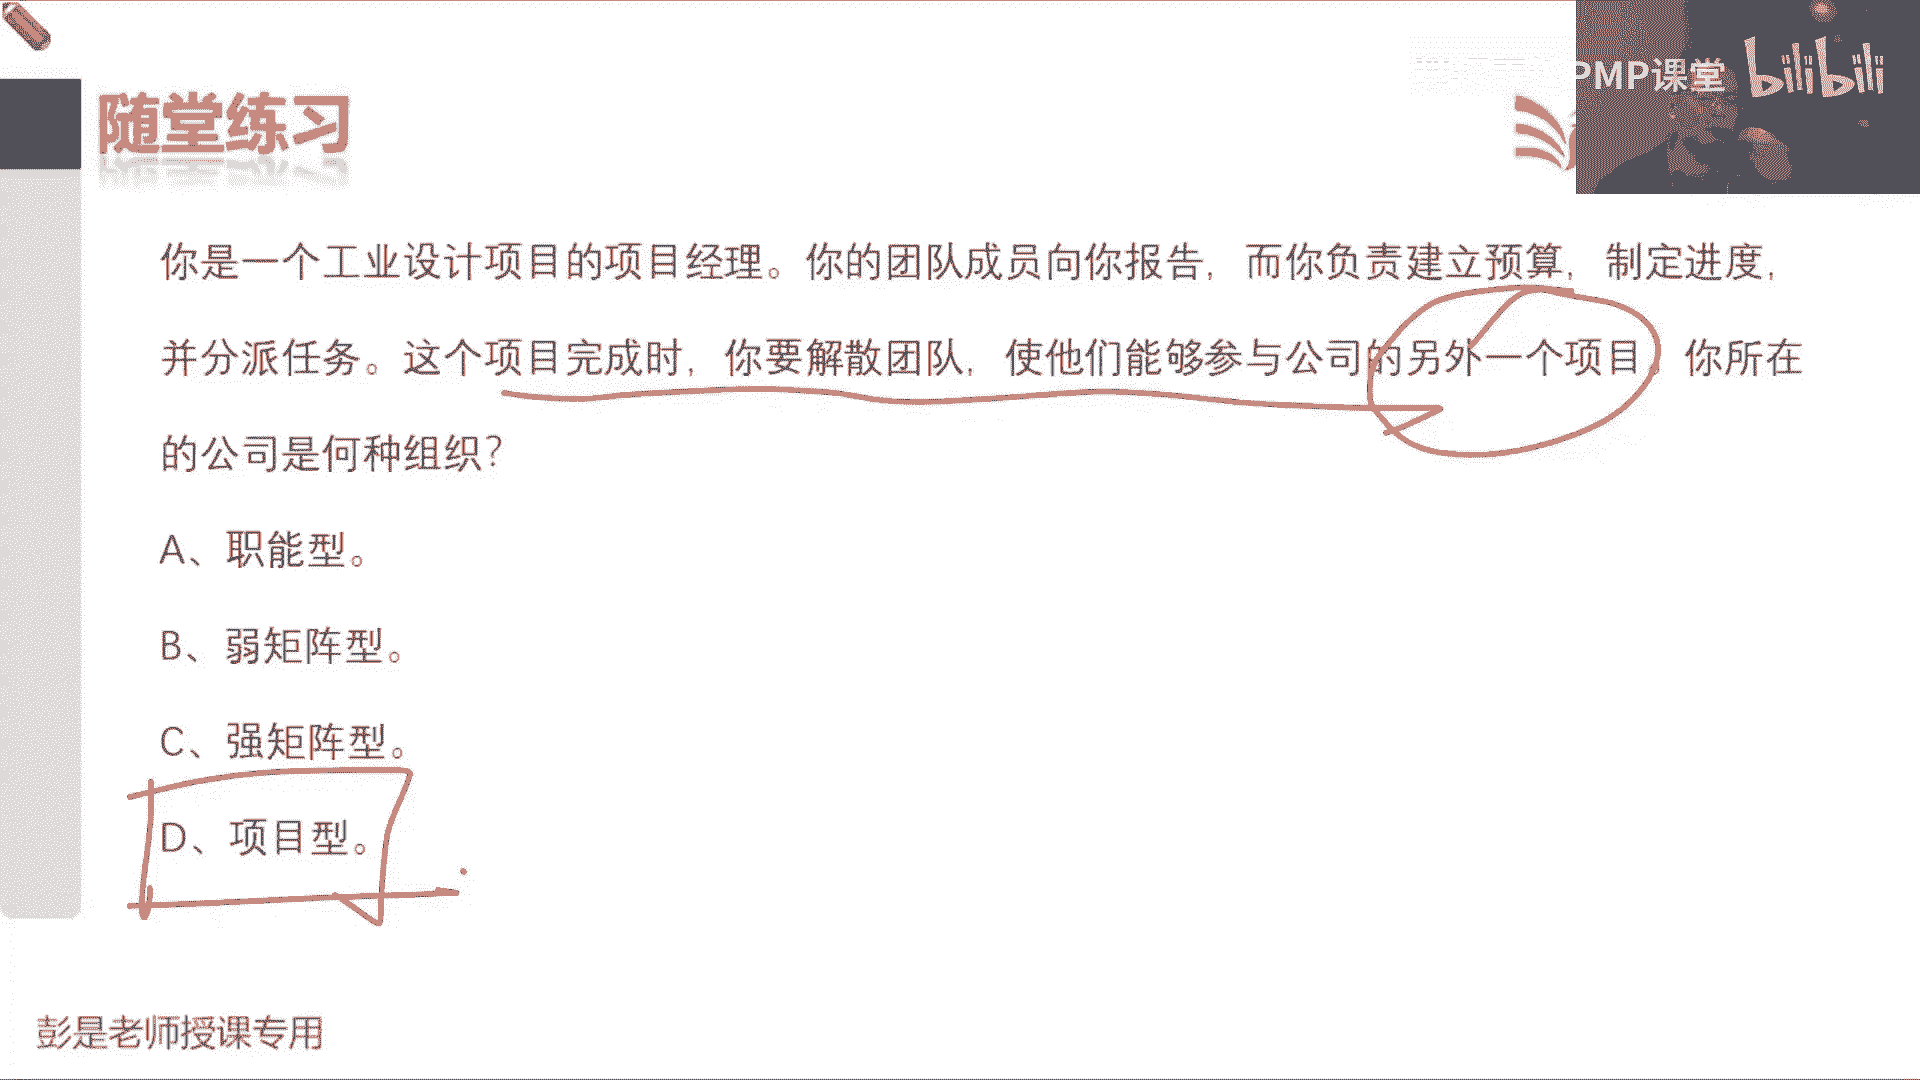 随堂练习
PMP课堂 bilibili
你是一个工业设计项目的项目经理。你的团队成员向你报告，而你负责建立预算，制定进度，
并分派任务。这个项目完成时，你要解散团队，使他们能够参与公司的另外一个项目，你所在
的公司是何种组织？
A、职能型。
B、弱矩阵型。
C、强矩阵型。
D、项目型。
彭是老师授课专用